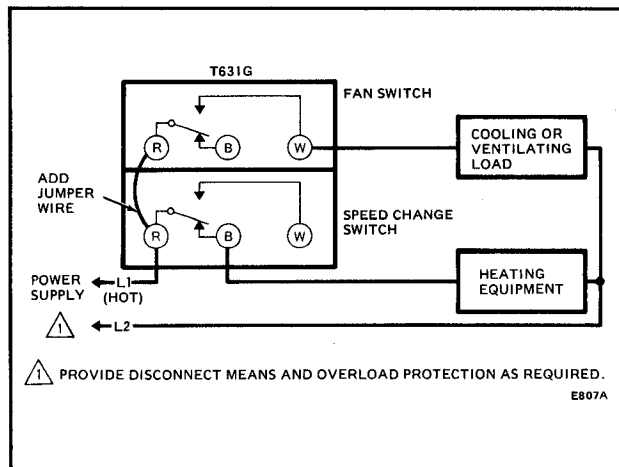 T631G
FAN SWITCH
R
B
W
COOLING OR
VENTILATING
LOAD
ADD
JUMPER
WIRE
SPEED CHANGE
SWITCH
R
B
W
POWER
SUPPLY
L1
(HOT)
HEATING
EQUIPMENT
1
L2
1 PROVIDE DISCONNECT MEANS AND OVERLOAD PROTECTION AS REQUIRED.
E807A